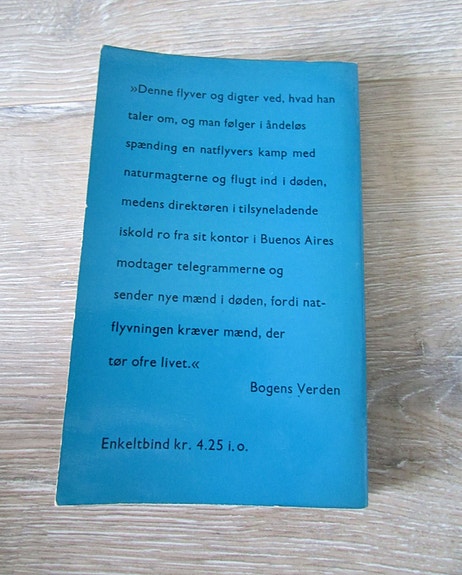 »Denne flyver og digter ved, hvad han
taler om, og man følger i åndeløs
spænding en natflyvers kamp med
naturmagterne og flugt ind i døden,
medens direktøren i tilsyneladende
iskold ro fra sit kontor i Buenos Aires
modtager telegrammerne og
sender nye mænd i døden, fordi nat-
flyvningen kræver mænd, der
tør ofre livet.«
Bogens Verden
Enkeltbind kr. 4.25 i.o.